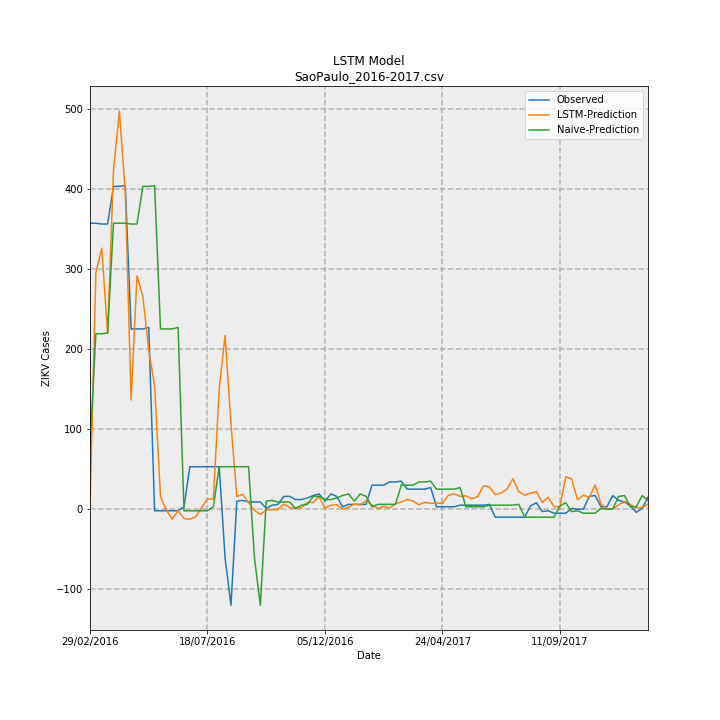 LSTM Model
SaoPaulo_2016-2017.csv
Observed
LSTM-Prediction
Naive-Prediction
500
400
300
200
100
0
−100
ZIKV Cases
29/02/2016
18/07/2016
05/12/2016
24/04/2017
11/09/2017
Date